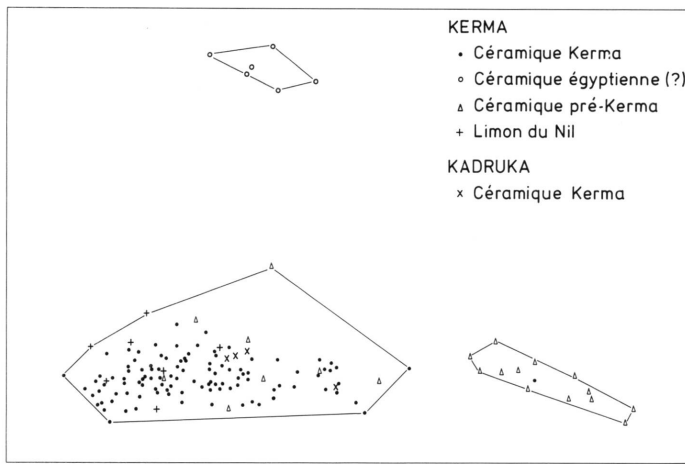 KERMA
• Céramique Kerma
o Céramique égyptienne (?)
△ Céramique pré-Kerma
+ Limon du Nil
KADRUKA
x Céramique Kerma